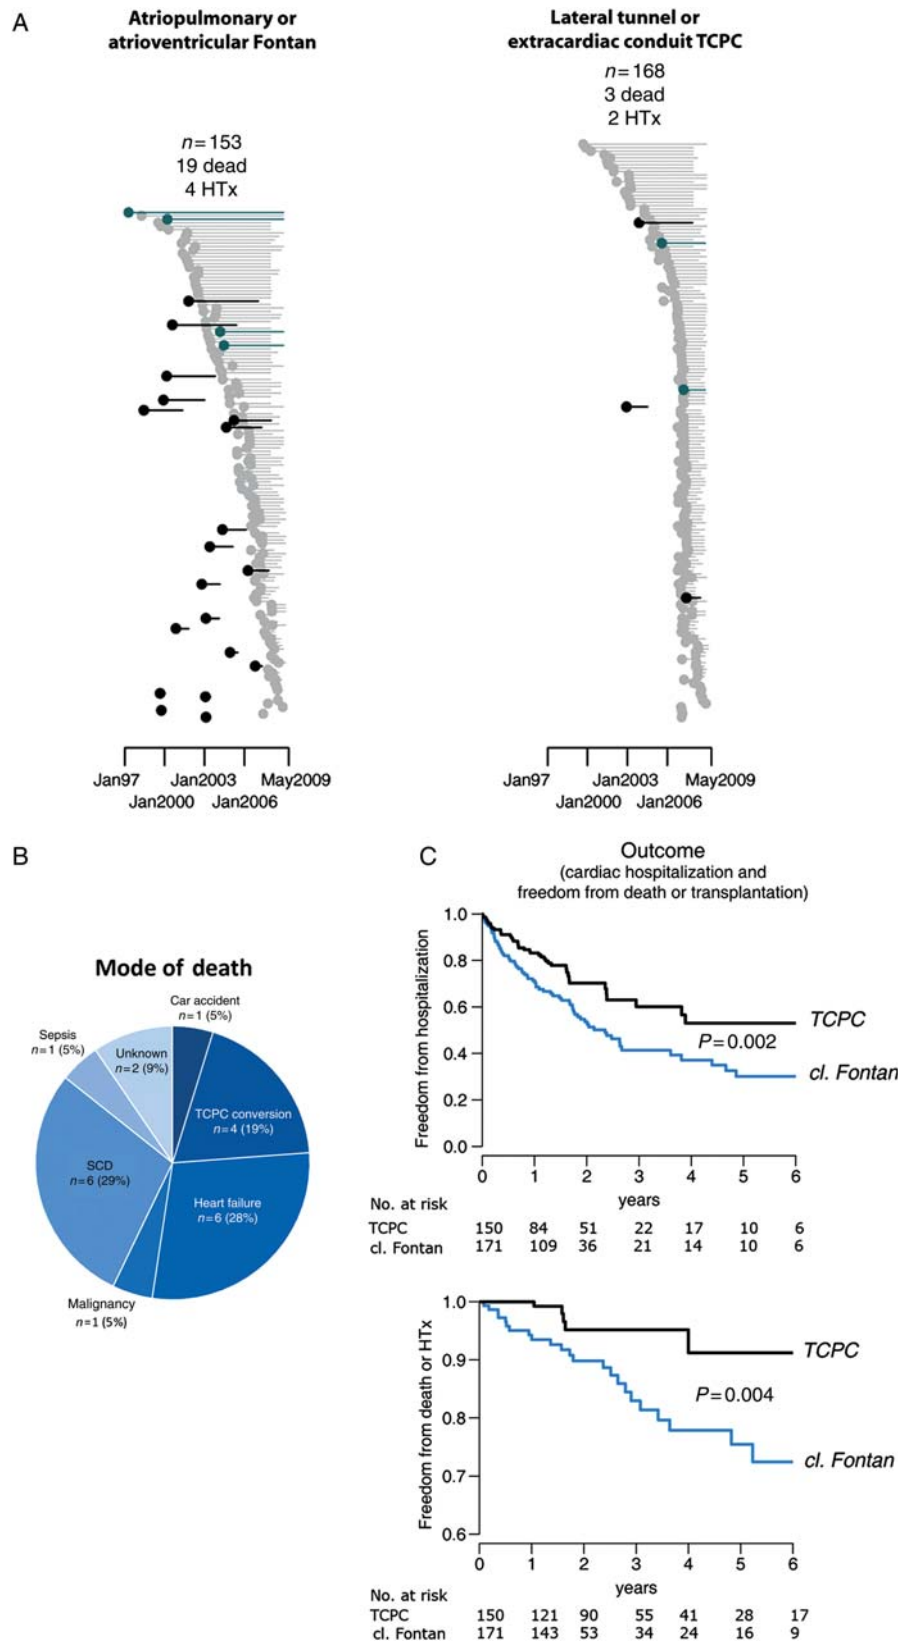 A
Atriopulmonary or
atrioventricular Fontan
n=153
19 dead
4 HTx
Lateral tunnel or
extracardiac conduit TCPC
n=168
3 dead
2 HTx
Jan97 Jan2003 May2009
Jan2000 Jan2006
Jan97 Jan2003 May2009
Jan2000 Jan2006
B
Mode of death
Car accident
n=1 (5%)
TCPC conversion
n=4 (19%)
Heart failure
n=6 (28%)
Malignancy
n=1 (5%)
SCD
n=6 (29%)
Sepsis
n=1 (5%)
Unknown
n=2 (9%)
C
Outcome
(cardiac hospitalization and
freedom from death or transplantation)
Freedom from hospitalization
1.0
0.8
0.6
0.4
0.2
0.0
TCPC
P=0.002
cl. Fontan
0 1 2 3 4 5 6
years
No. at risk
TCPC 150 84 51 22 17 10 6
cl. Fontan 171 109 36 21 14 10 6
Freedom from death or HTx
1.0
0.9
0.8
0.7
0.6
TCPC
P=0.004
cl. Fontan
0 1 2 3 4 5 6
years
No. at risk
TCPC 150 121 90 55 41 28 17
cl. Fontan 171 143 53 34 24 16 9